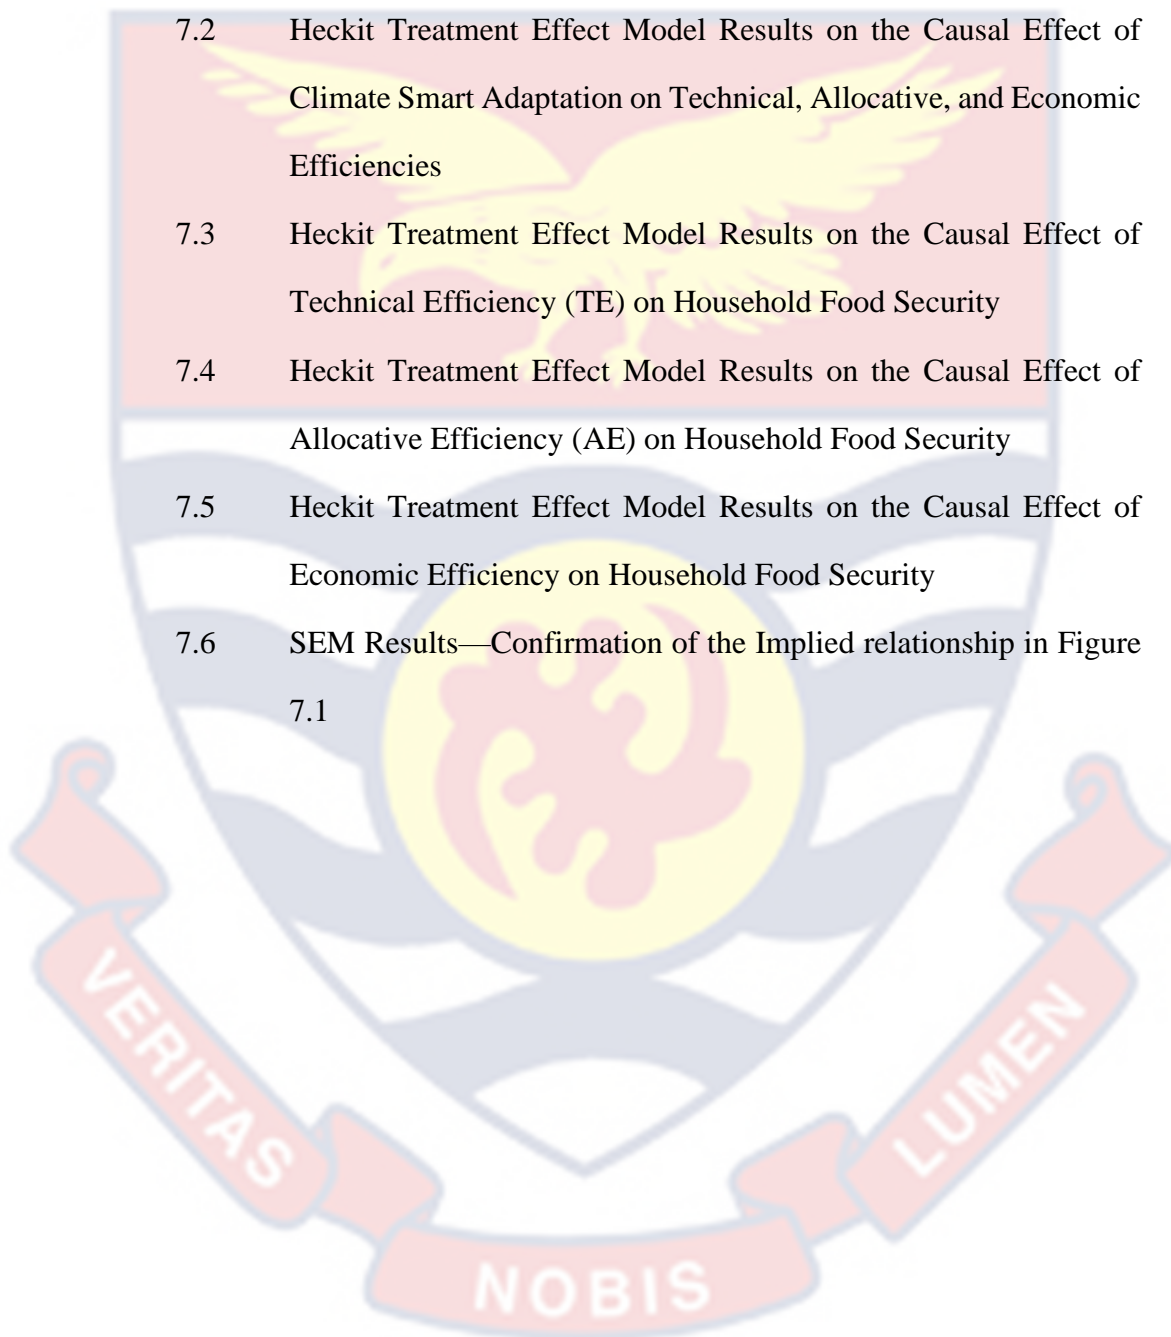 7.2 Heckit Treatment Effect Model Results on the Causal Effect of
Climate Smart Adaptation on Technical, Allocative, and Economic
Efficiencies
7.3 Heckit Treatment Effect Model Results on the Causal Effect of
Technical Efficiency (TE) on Household Food Security
7.4 Heckit Treatment Effect Model Results on the Causal Effect of
Allocative Efficiency (AE) on Household Food Security
7.5 Heckit Treatment Effect Model Results on the Causal Effect of
Economic Efficiency on Household Food Security
7.6 SEM Results—Confirmation of the Implied relationship in Figure
7.1
VERITAS
NOBIS
LUMEN